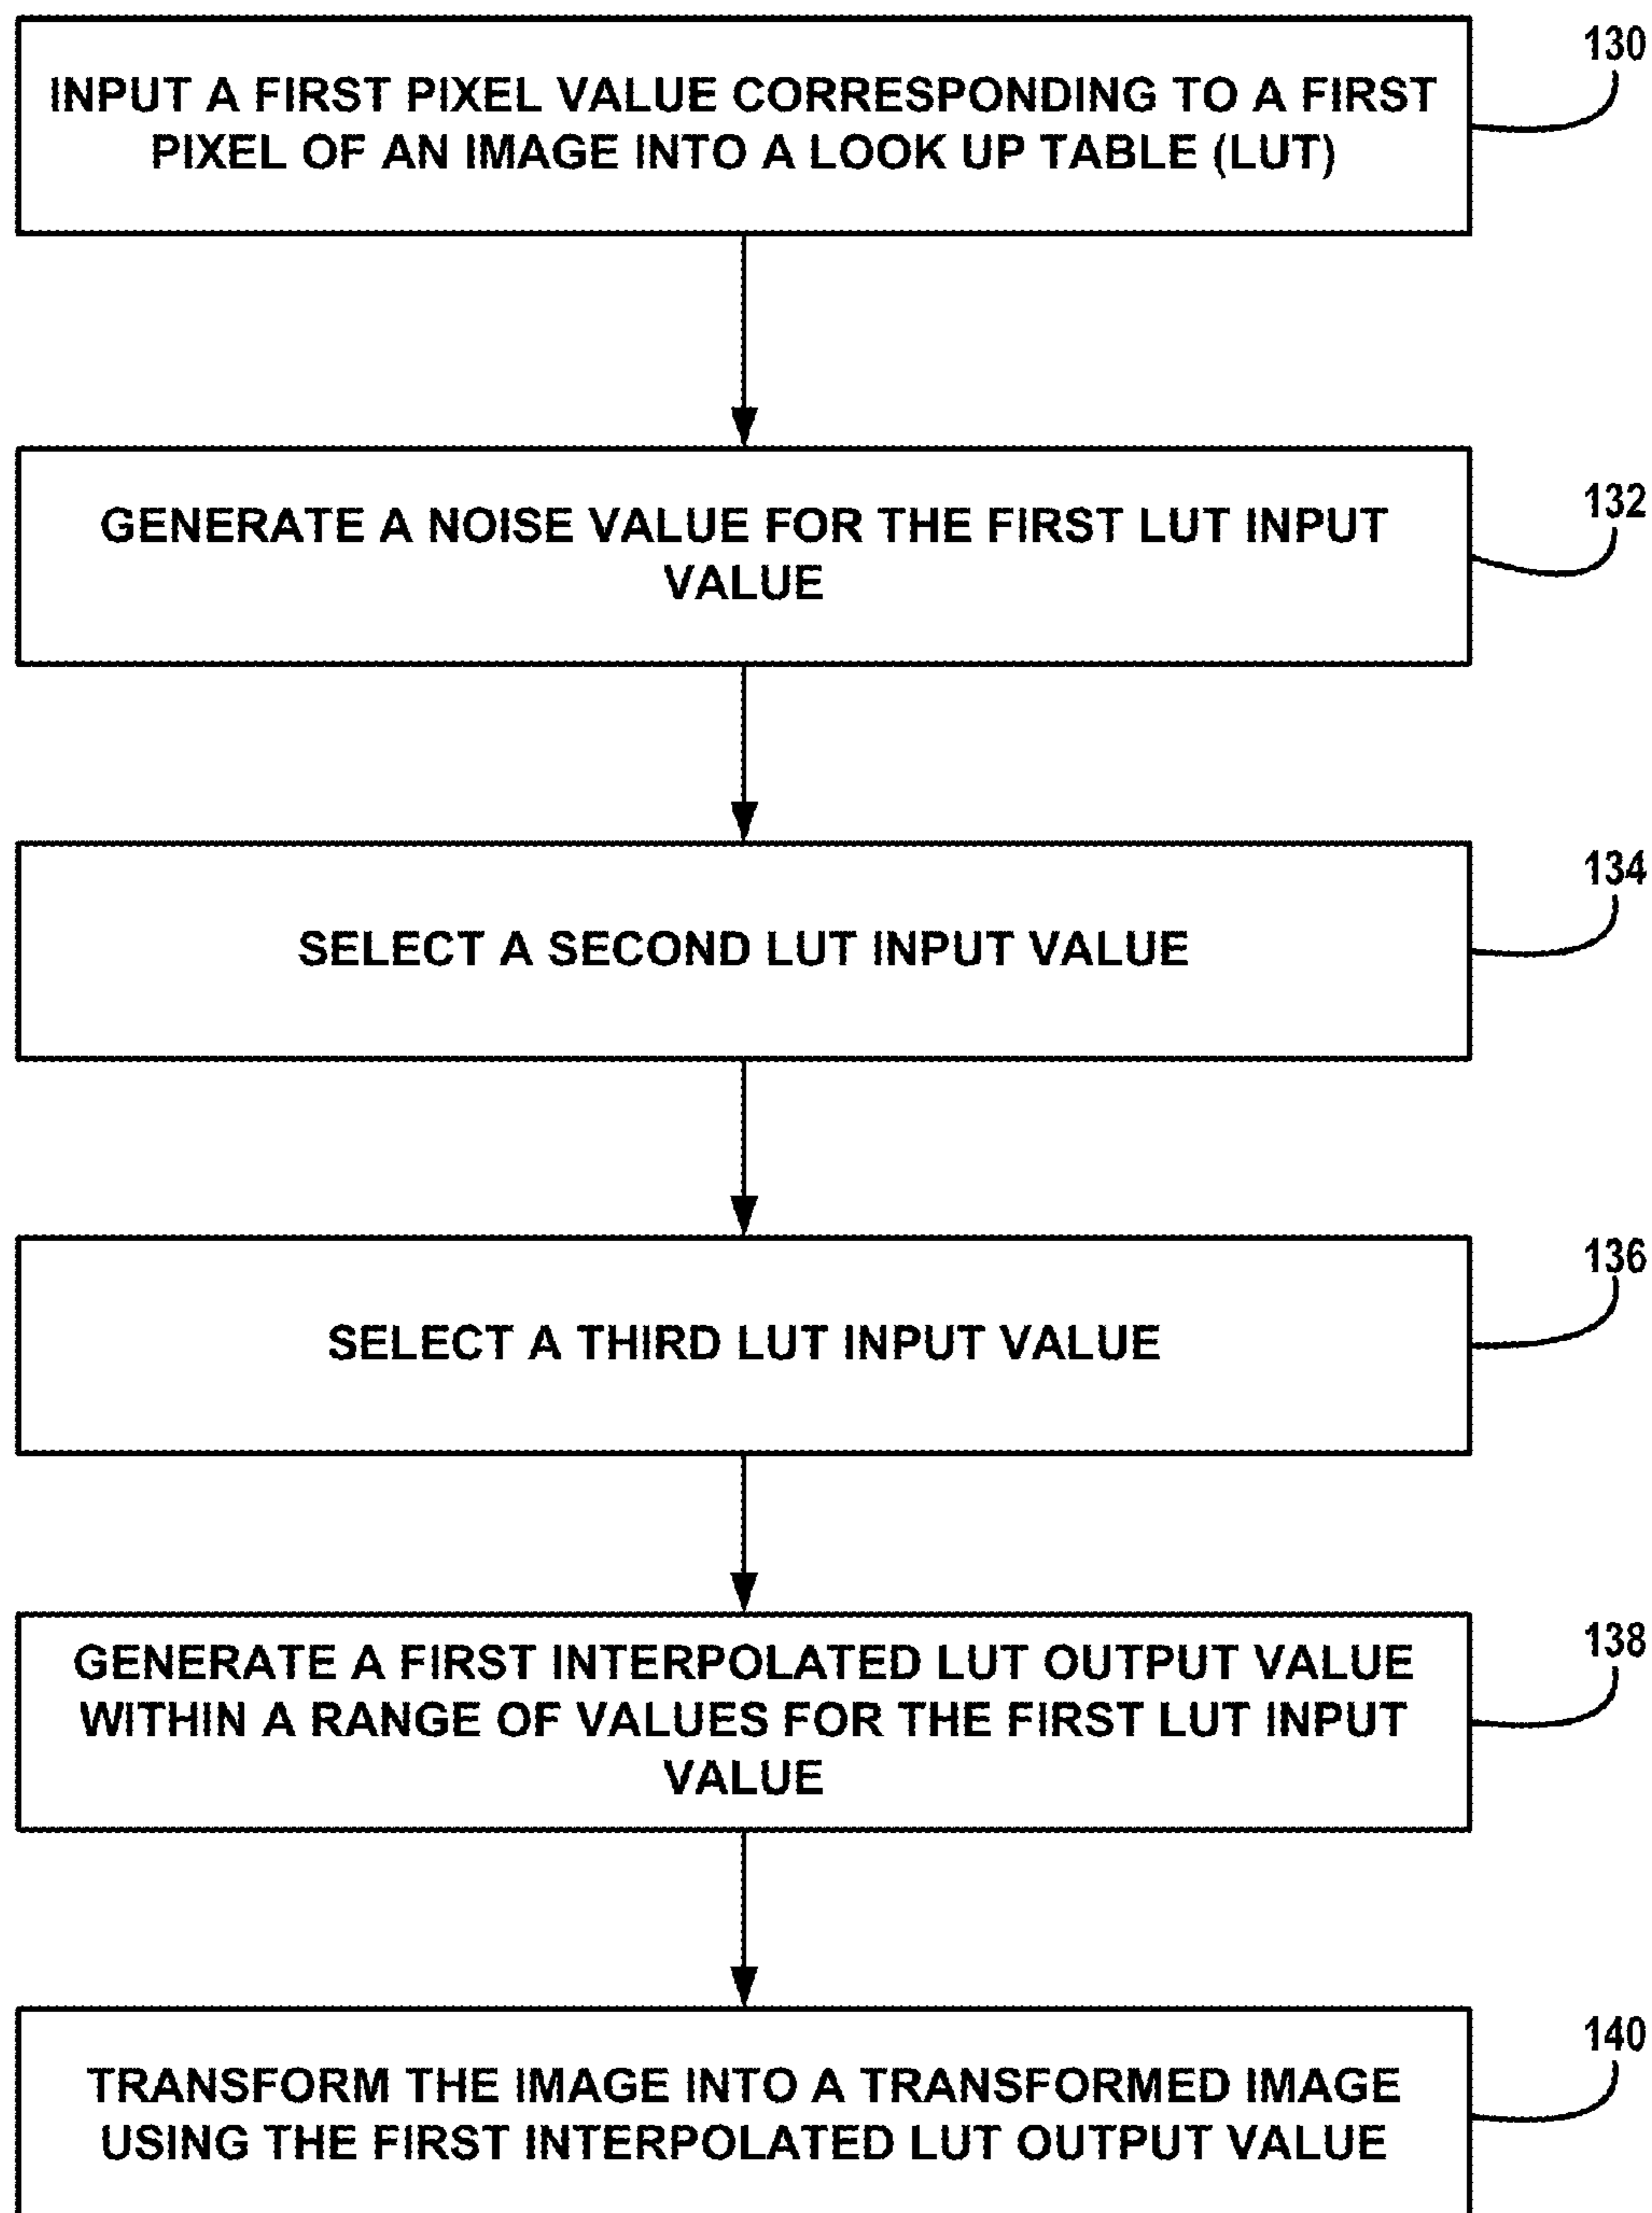 130
INPUT A FIRST PIXEL VALUE CORRESPONDING TO A FIRST
PIXEL OF AN IMAGE INTO A LOOK UP TABLE (LUT)
132
GENERATE A NOISE VALUE FOR THE FIRST LUT INPUT
VALUE
134
SELECT A SECOND LUT INPUT VALUE
136
SELECT A THIRD LUT INPUT VALUE
138
GENERATE A FIRST INTERPOLATED LUT OUTPUT VALUE
WITHIN A RANGE OF VALUES FOR THE FIRST LUT INPUT
VALUE
140
TRANSFORM THE IMAGE INTO A TRANSFORMED IMAGE
USING THE FIRST INTERPOLATED LUT OUTPUT VALUE